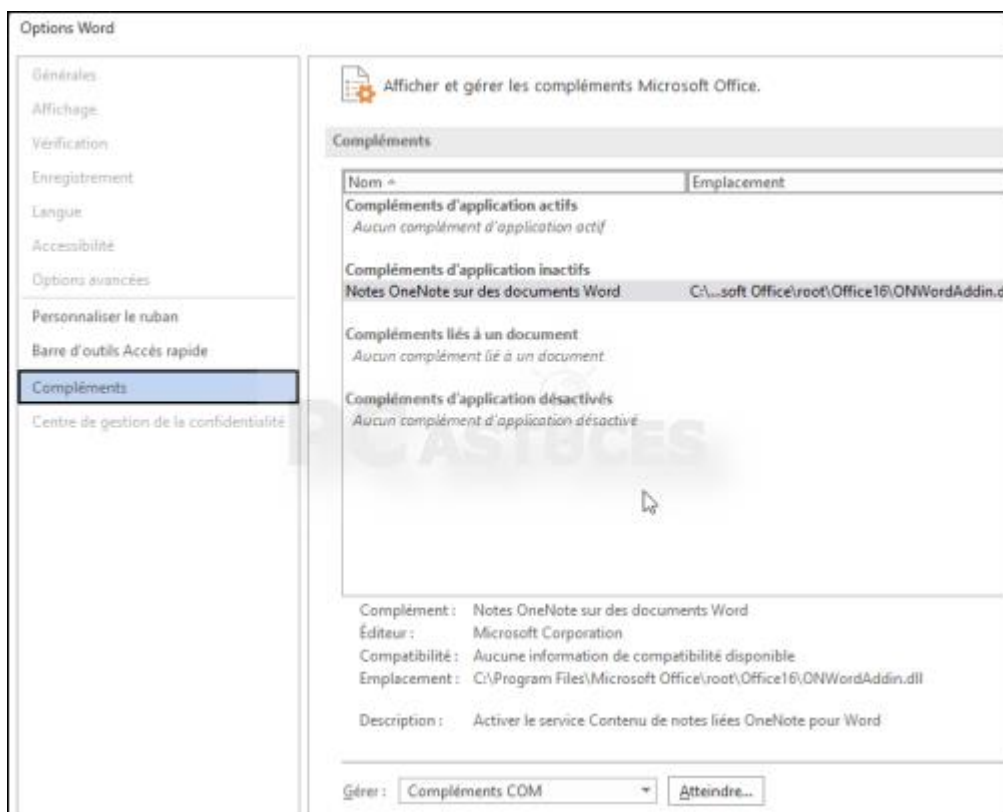 Options Word
Générales
Affichage
Vérification
Enregistrement
Langue
Accessibilité
Options avancées
Personnaliser le ruban
Barre d'outils Accès rapide
Compléments
Centre de gestion de la confidentialité
Afficher et gérer les compléments Microsoft Office.
Compléments
Nom Emplacement
Compléments d'application actifs
Aucun complément d'application actif
Compléments d'application inactifs
Notes OneNote sur des documents Word C:\...soft Office\root\Office16\ONWordAddin.d
Compléments liés à un document
Aucun complément lié à un document
Compléments d'application désactivés
Aucun complément d'application désactivé
PC ASTUCES
Complément : Notes OneNote sur des documents Word
Éditeur : Microsoft Corporation
Compatibilité : Aucune information de compatibilité disponible
Emplacement : C:\Program Files\Microsoft Office\root\Office16\ONWordAddin.dll
Description : Activer le service Contenu de notes liées OneNote pour Word
Gérer : Compléments COM Atteindre...